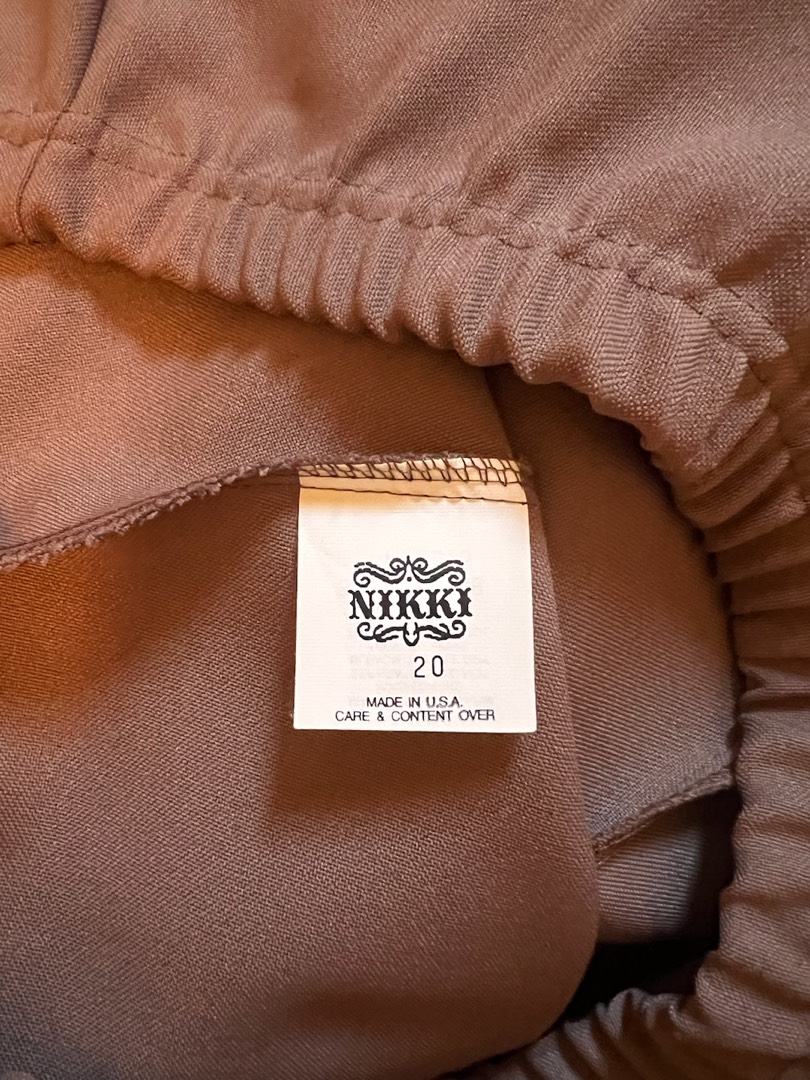 NIKKI
20
MADE IN U.S.A.
CARE & CONTENT OVER